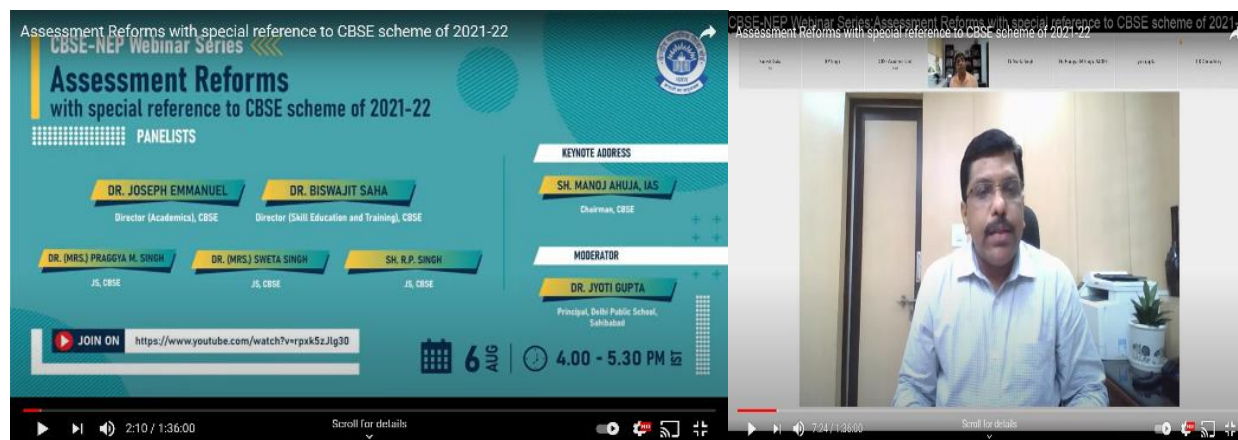 Assessment Reforms with special reference to CBSE scheme of 2021-22
CBSE-NEP Webinar Series
Assessment Reforms
with special reference to CBSE scheme of 2021-22
PANELISTS
DR. JOSEPH EMMANUEL
Director (Academics), CBSE
DR. BISWAJIT SAHA
Director (Skill Education and Training), CBSE
DR. (MRS.) PRAGGYA M. SINGH
JS, CBSE
DR. (MRS.) SWETA SINGH
JS, CBSE
SH. R.P. SINGH
JS, CBSE
KEYNOTE ADDRESS
SH. MANOJ AHUJA, IAS
Chairman, CBSE
MODERATOR
DR. JYOTI GUPTA
Principal, Delhi Public School,
Sahibabad
JOIN ON https://www.youtube.com/watch?v=rpxk5zJlg30
6 AUG 4.00 - 5.30 PM IST
2:10 / 1:36:00
Scroll for details
CBSE-NEP Webinar Series:Assessment Reforms with special reference to CBSE scheme of 2021-
Assessment Reforms with special reference to CBSE scheme of 2021-22
7:24 / 1:36:00
Scroll for details